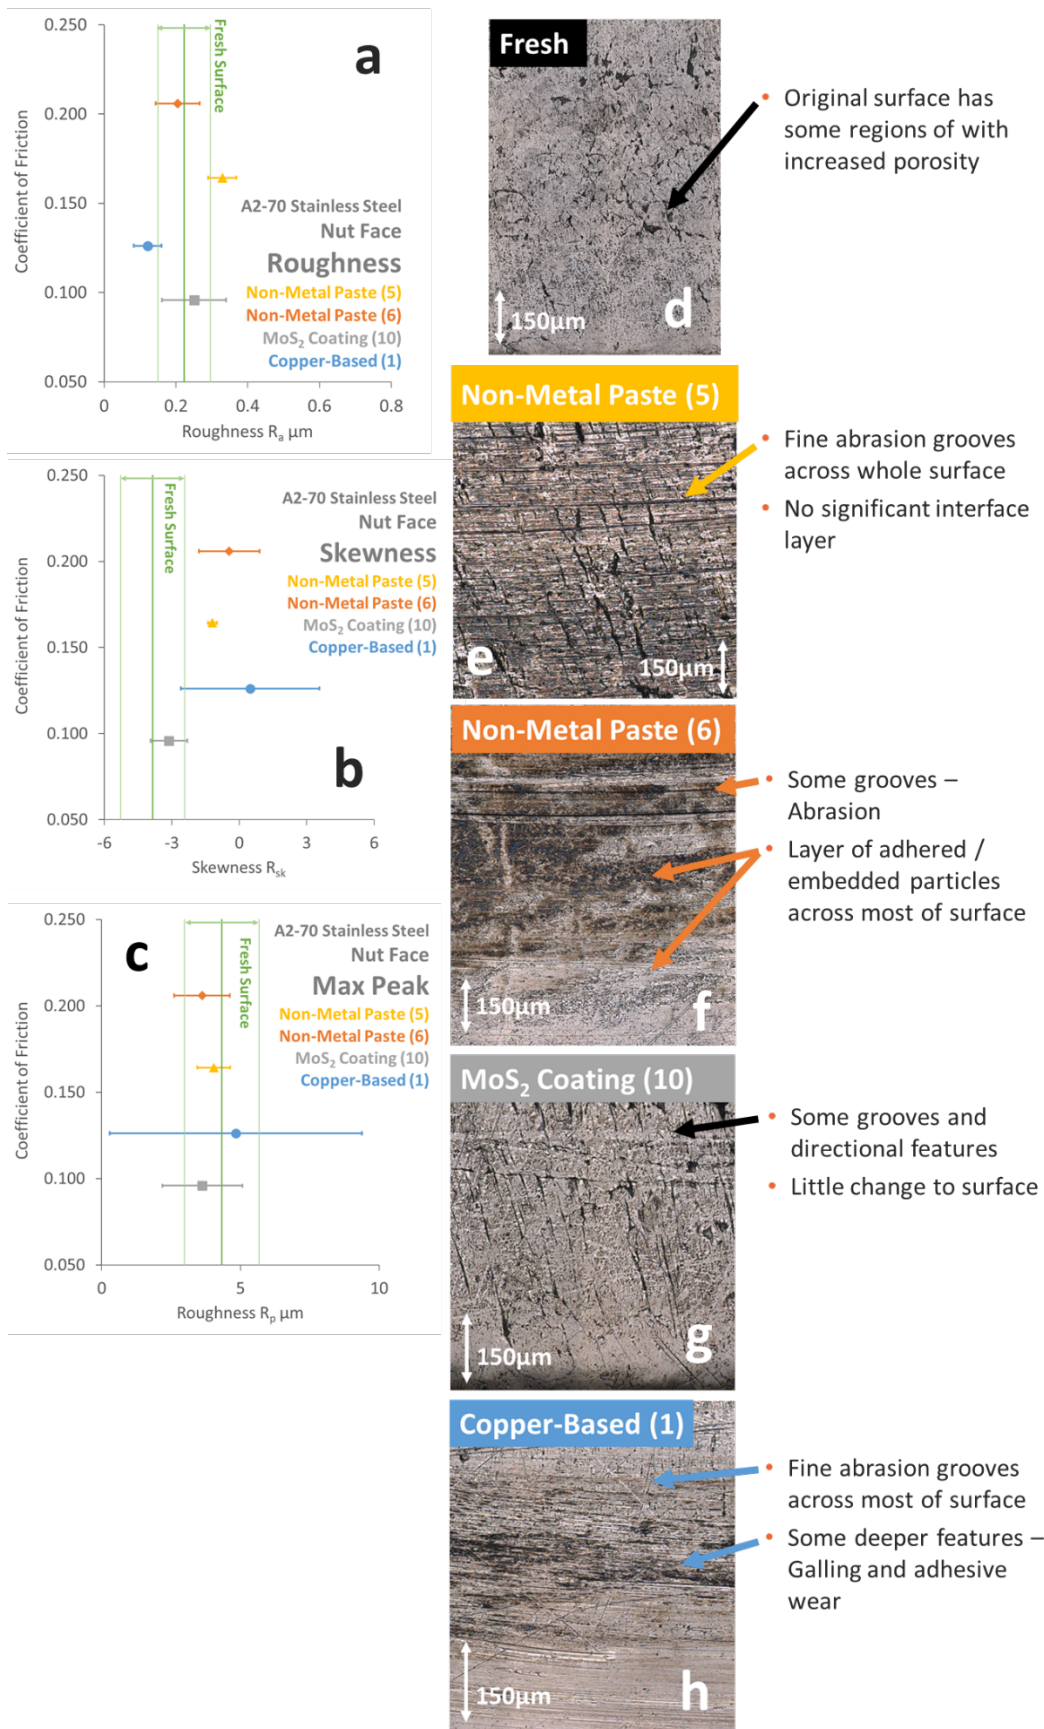 a
0.250
0.200
0.150
0.100
0.050
Coefficient of Friction
Fresh Surface
A2-70 Stainless Steel
Nut Face
Roughness
Non-Metal Paste (5)
Non-Metal Paste (6)
MoS₂ Coating (10)
Copper-Based (1)
0 0.2 0.4 0.6 0.8
Roughness Rₐ µm
b
0.250
0.200
0.150
0.100
0.050
Coefficient of Friction
Fresh Surface
A2-70 Stainless Steel
Nut Face
Skewness
Non-Metal Paste (5)
Non-Metal Paste (6)
MoS₂ Coating (10)
Copper-Based (1)
-6 -3 0 3 6
Skewness Rₛₖ
c
0.250
0.200
0.150
0.100
0.050
Coefficient of Friction
Fresh Surface
A2-70 Stainless Steel
Nut Face
Max Peak
Non-Metal Paste (5)
Non-Metal Paste (6)
MoS₂ Coating (10)
Copper-Based (1)
0 5 10
Roughness Rₚ µm
Fresh
150µm
d
• Original surface has
some regions of with
increased porosity
Non-Metal Paste (5)
e
150µm
• Fine abrasion grooves
across whole surface
• No significant interface
layer
Non-Metal Paste (6)
150µm
f
• Some grooves –
Abrasion
• Layer of adhered /
embedded particles
across most of surface
MoS₂ Coating (10)
150µm
g
• Some grooves and
directional features
• Little change to surface
Copper-Based (1)
150µm
h
• Fine abrasion grooves
across most of surface
• Some deeper features –
Galling and adhesive
wear